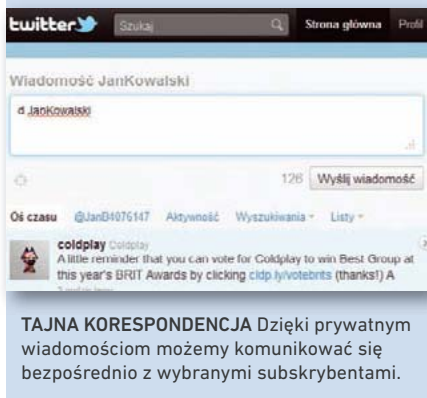 twitter Szukaj Strona główna Profil
Wiadomość JanKowalski
d JanKowalski
126 Wyślij wiadomość
Oś czasu @JanB4076147 Aktywność Wyszukiwania Listy
coldplay Coldplay
A little reminder that you can vote for Coldplay to win Best Group at
this year's BRIT Awards by clicking cldp.ly/votebrits (thanks!) A
TAJNA KORESPONDENCJA Dzięki prywatnym
wiadomościom możemy komunikować się
bezpośrednio z wybranymi subskrybentami.